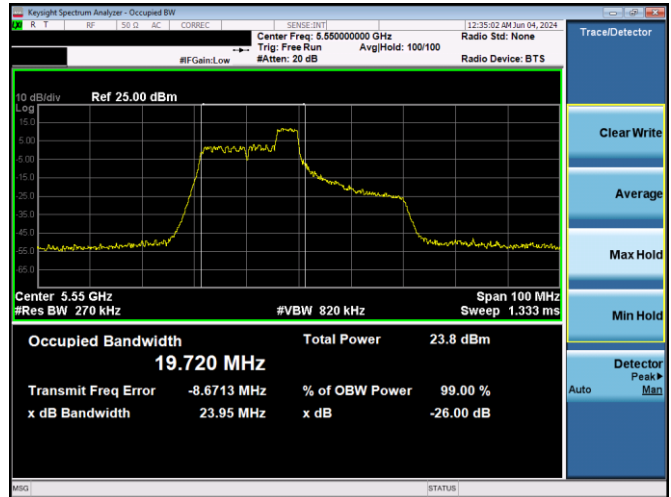 Keysight Spectrum Analyzer - Occupied BW
R T RF 50 Ω AC CORREC SENSE:INT 12:35:02 AM Jun 04, 2024
Center Freq: 5.550000000 GHz Radio Std: None
Trig: Free Run Avg|Hold: 100/100
#IFGain:Low #Atten: 20 dB Radio Device: BTS
Trace/Detector
10 dB/div Ref 25.00 dBm
Log
15.0
5.00
-5.00
-15.0
-25.0
-35.0
-45.0
-55.0
-65.0
Center 5.55 GHz Span 100 MHz
#Res BW 270 kHz #VBW 820 kHz Sweep 1.333 ms
Occupied Bandwidth Total Power 23.8 dBm
19.720 MHz
Transmit Freq Error -8.6713 MHz % of OBW Power 99.00 %
x dB Bandwidth 23.95 MHz x dB -26.00 dB
Clear Write
Average
Max Hold
Min Hold
Detector
Peak▶
Auto Man
MSG STATUS